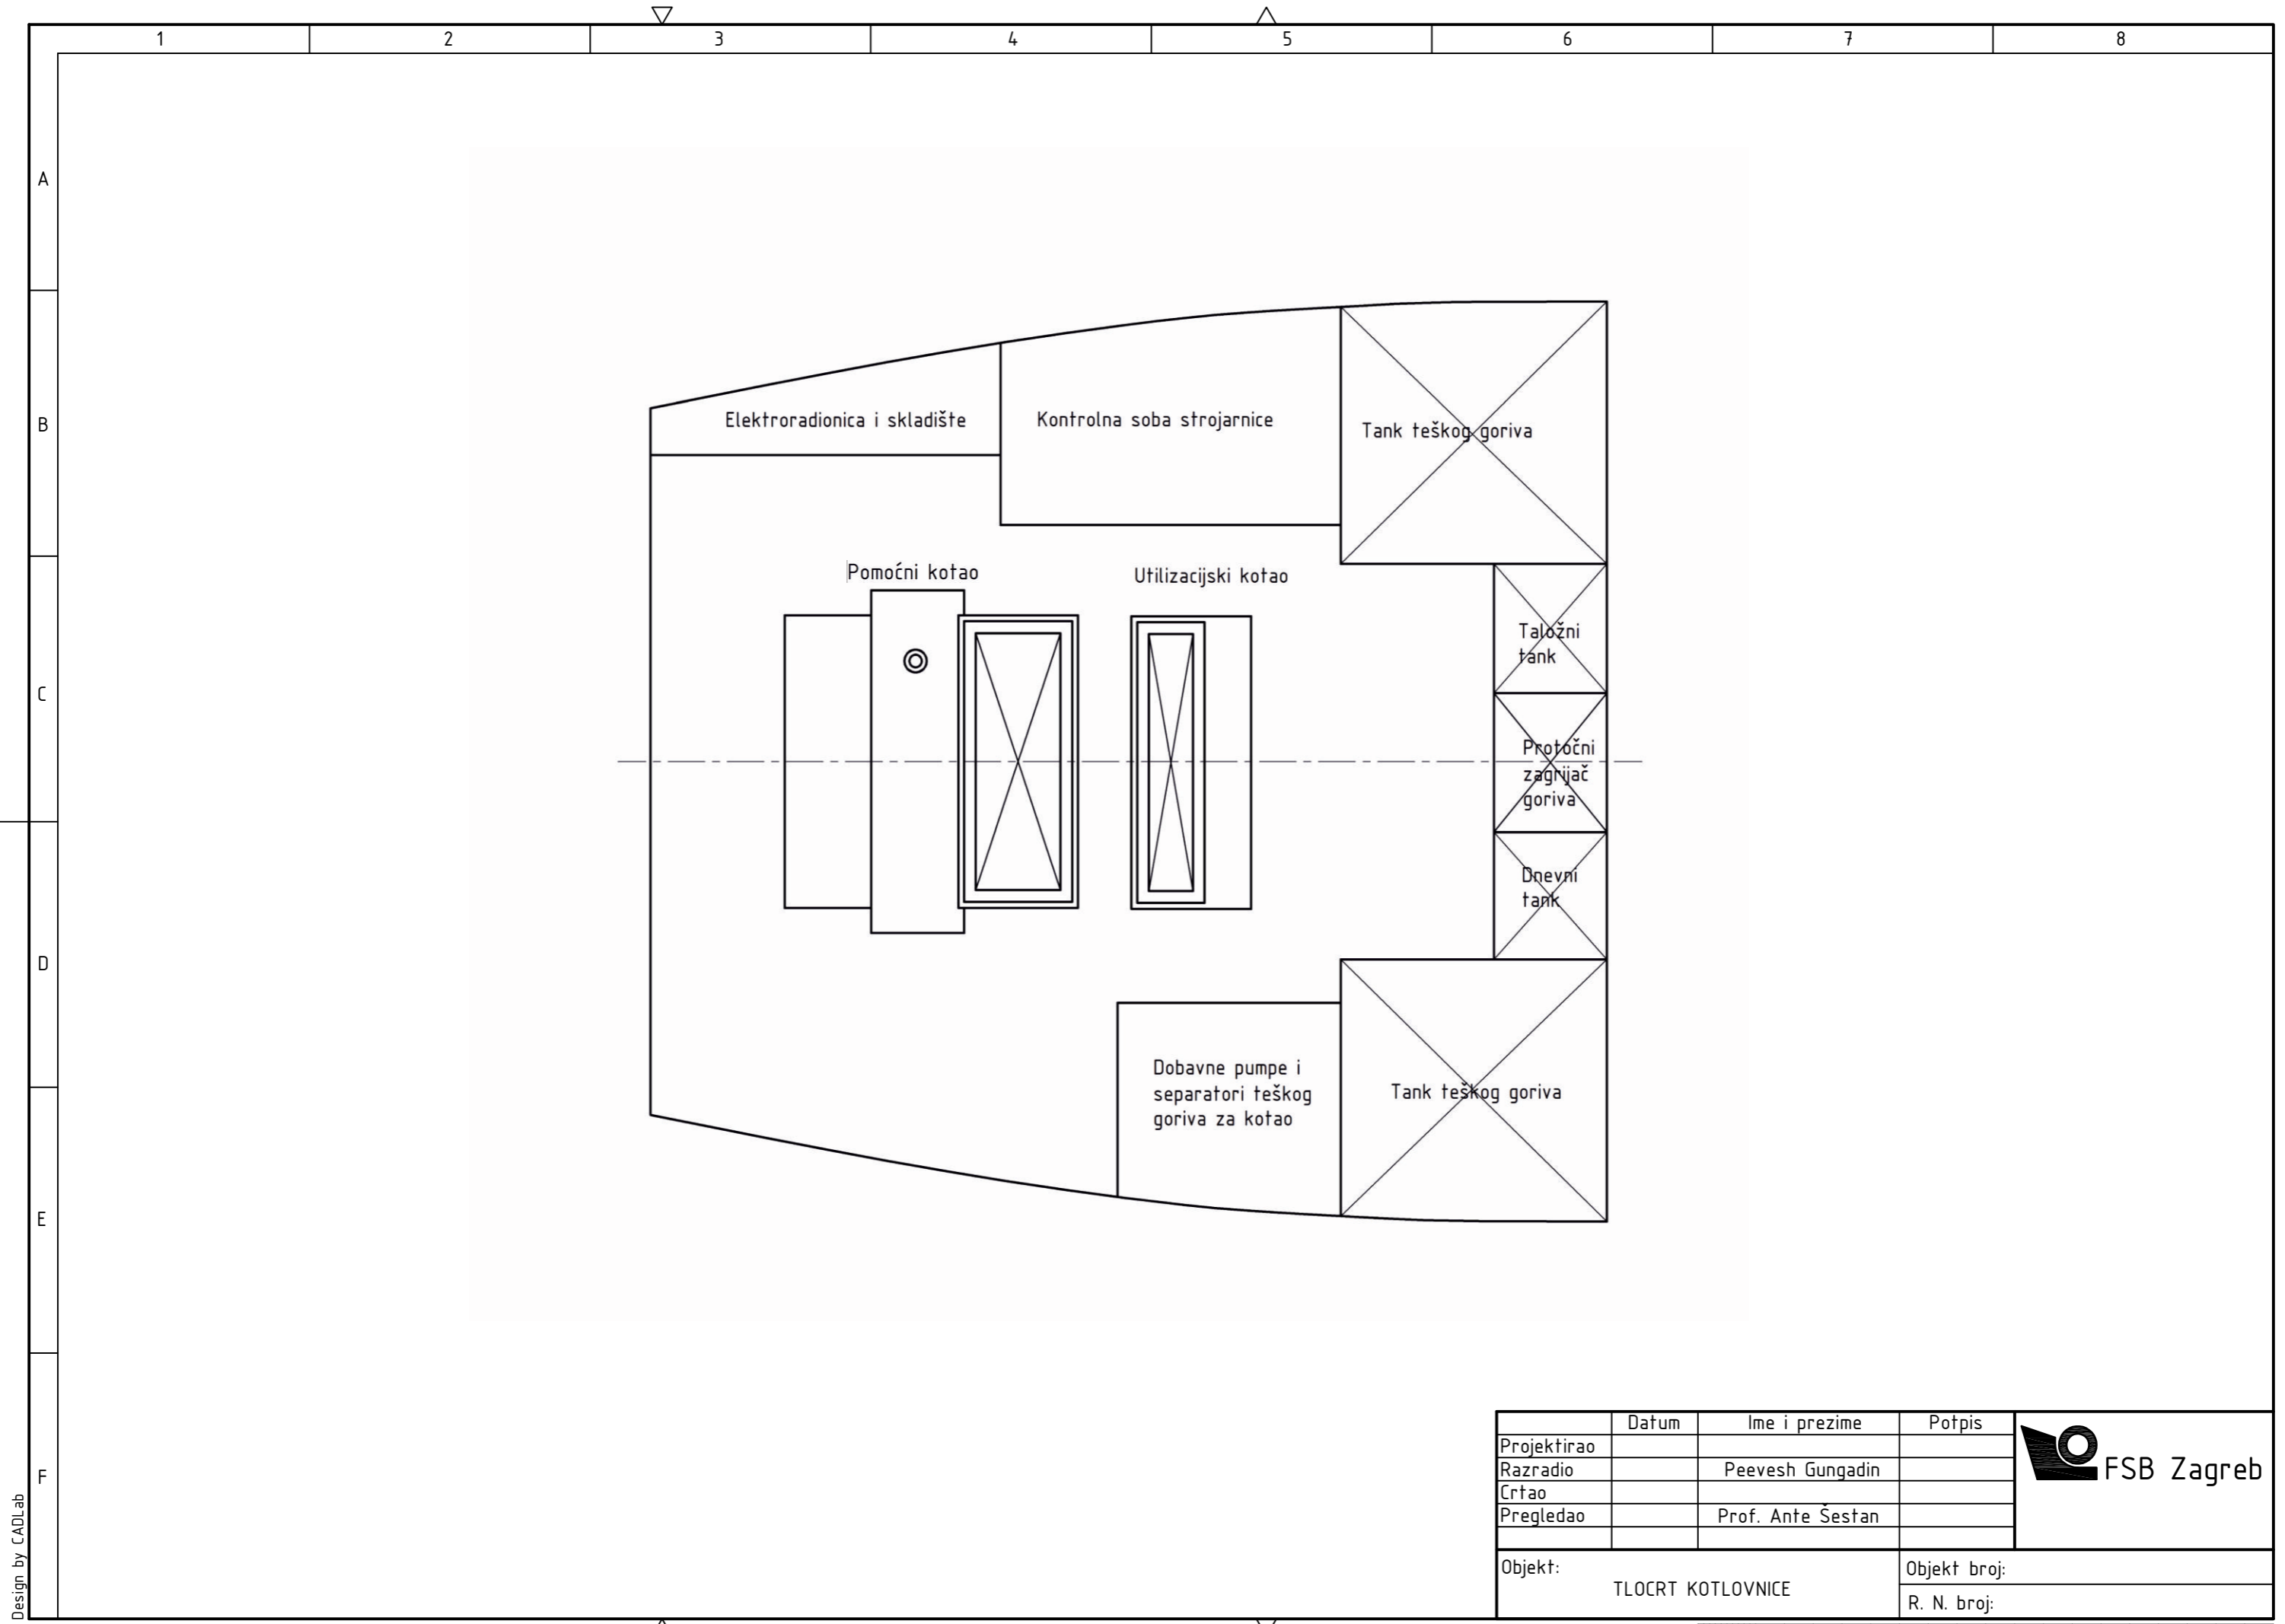 1 2 3 4 5 6 7 8
A
B
C
D
E
F
Elektroradionica i skladište
Kontrolna soba strojarnice
Tank teškog goriva
Pomoćni kotao
Utilizacijski kotao
Taložni
tank
Protočni
zagrijač
goriva
Dnevni
tank
Dobavne pumpe i
separatori teškog
goriva za kotao
Tank teškog goriva
Design by CADLab
Datum Ime i prezime Potpis
Projektirao
Razradio Peevesh Gungadin
Crtao
Pregledao Prof. Ante Šestan
FSB Zagreb
Objekt:
TLOCRT KOTLOVNICE
Objekt broj:
R. N. broj: